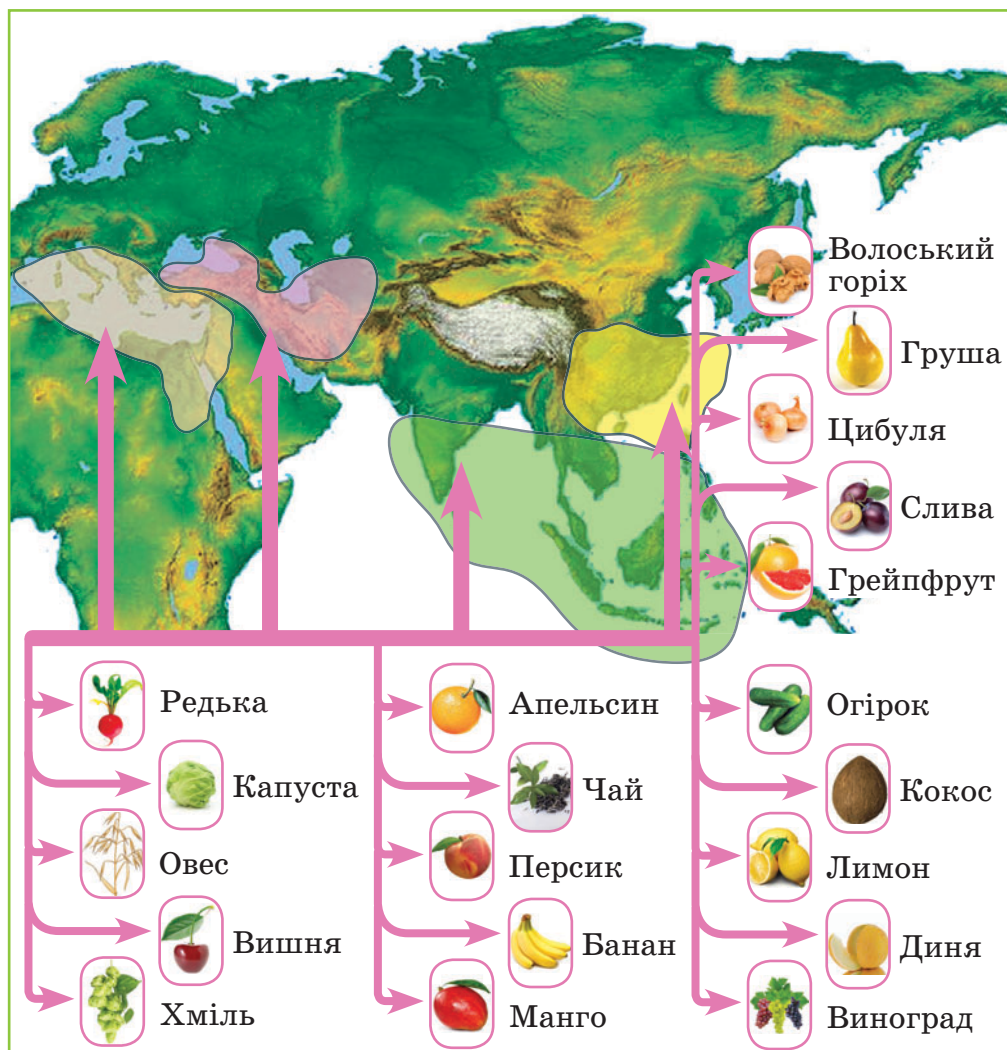 Волоський
горіх
Груша
Цибуля
Слива
Грейпфрут
Редька
Капуста
Овес
Вишня
Хміль
Апельсин
Чай
Персик
Банан
Манго
Огірок
Кокос
Лимон
Диня
Виноград